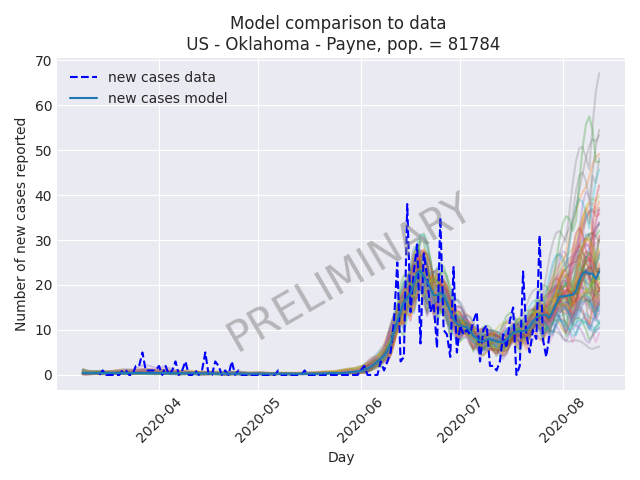 Model comparison to data
US - Oklahoma - Payne, pop. = 81784
70
60
50
40
30
20
10
0
Number of new cases reported
new cases data
new cases model
PRELIMINARY
2020-04
2020-05
2020-06
2020-07
2020-08
Day